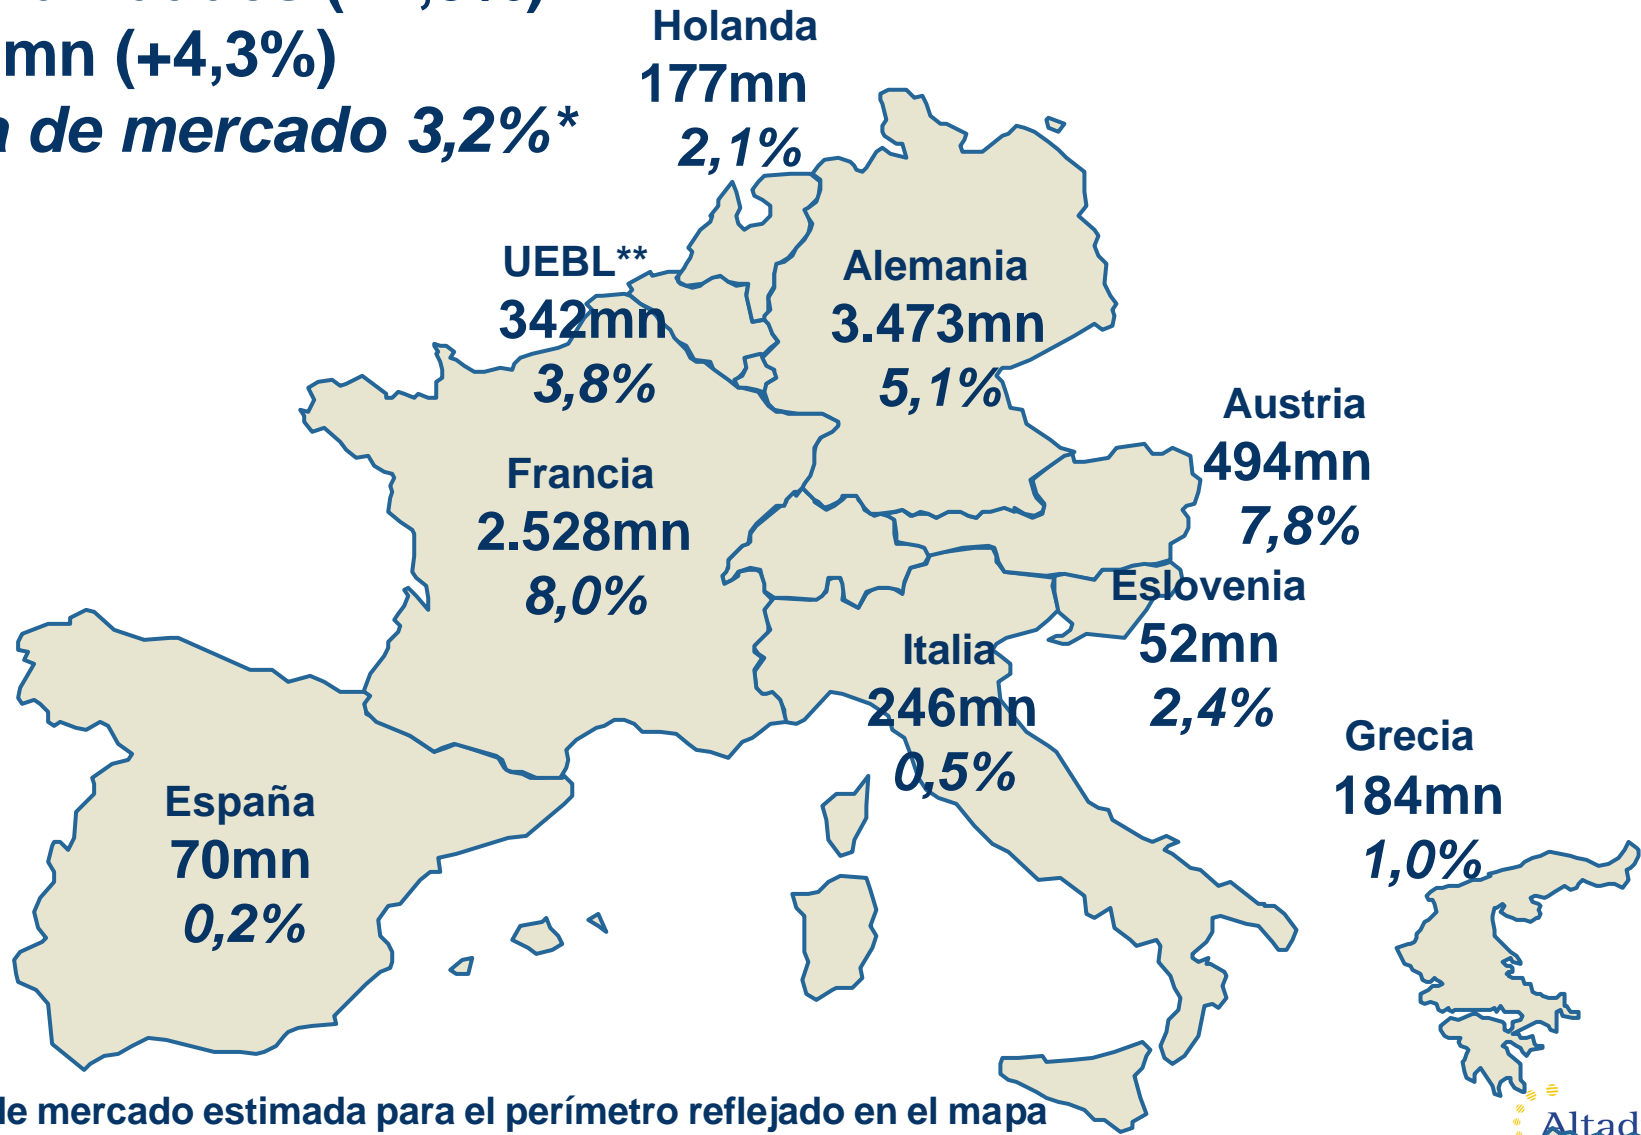 mn (+4,3%)
de mercado 3,2%*
Holanda
177mn
2,1%
UEBL**
342mn
3,8%
Alemania
3.473mn
5,1%
Austria
494mn
7,8%
Francia
2.528mn
8,0%
Eslovenia
52mn
2,4%
Italia
246mn
0,5%
Grecia
184mn
1,0%
España
70mn
0,2%
de mercado estimada para el perímetro reflejado en el mapa
Altad